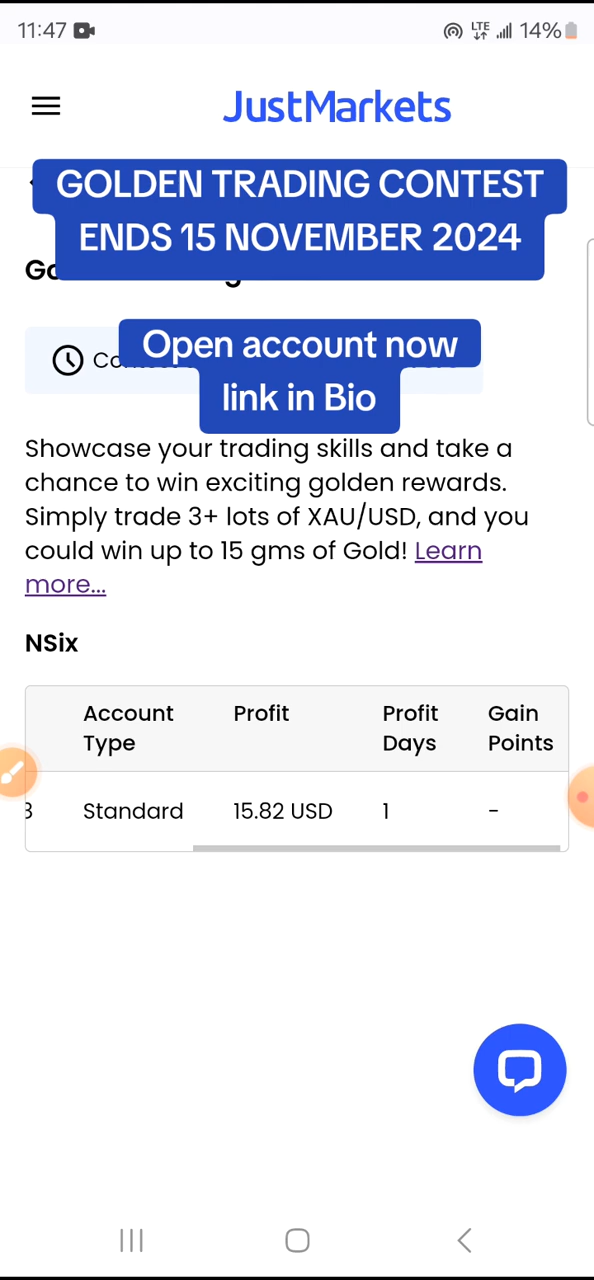 11:47
LTE
14%
JustMarkets
GOLDEN TRADING CONTEST
ENDS 15 NOVEMBER 2024
Open account now
link in Bio
Showcase your trading skills and take a
chance to win exciting golden rewards.
Simply trade 3+ lots of XAU/USD, and you
could win up to 15 gms of Gold! Learn
more...
NSix
Account Type
Profit
Profit Days
Gain Points
Standard
15.82 USD
1
-